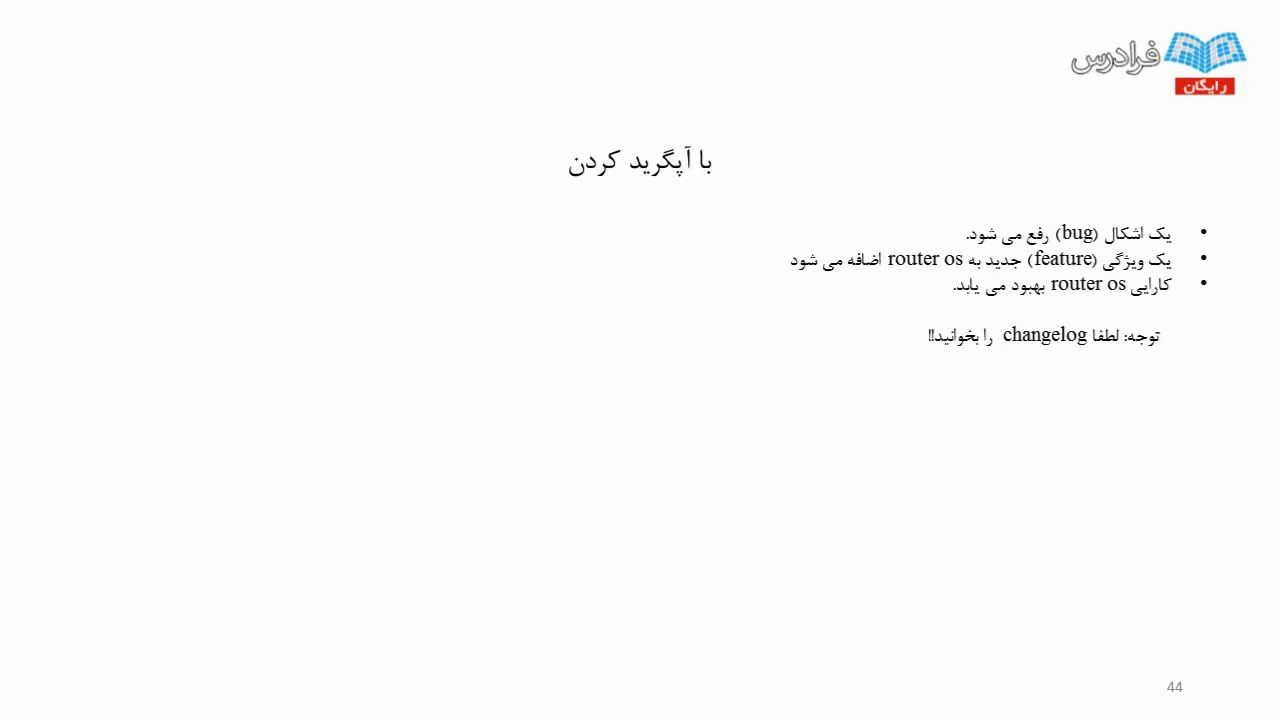 فرادرس
رایگان
با آپگرید کردن
• یک اشکال (bug) رفع می شود.
• یک ویژگی (feature) جدید به router os اضافه می شود
• کارایی router os بهبود می یابد.
توجه: لطفا changelog را بخوانید!!
44